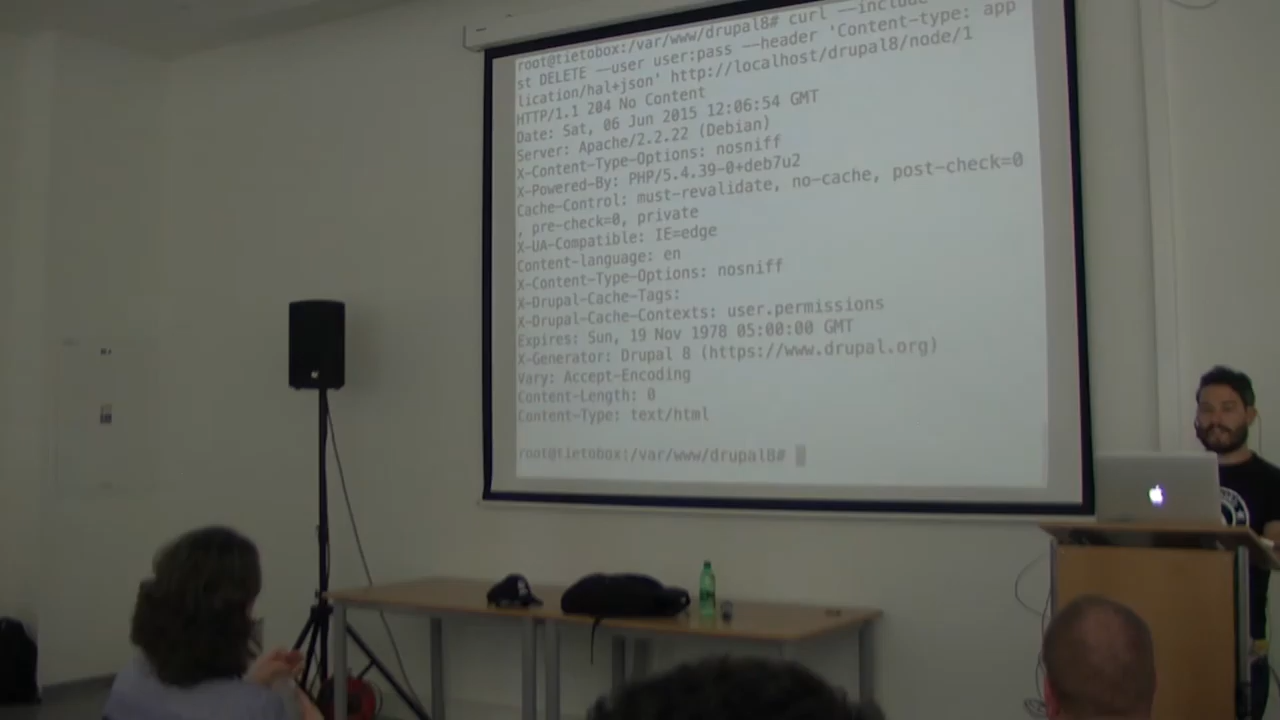 root@tietobox:/var/www/drupal8# curl --include
st DELETE --user user:pass --header 'Content-type: app
lication/hal+json' http://localhost/drupal8/node/1
HTTP/1.1 204 No Content
Date: Sat, 06 Jun 2015 12:06:54 GMT
Server: Apache/2.2.22 (Debian)
X-Content-Type-Options: nosniff
X-Powered-By: PHP/5.4.39-0+deb7u2
Cache-Control: must-revalidate, no-cache, post-check=0
, pre-check=0, private
X-UA-Compatible: IE=edge
Content-language: en
X-Content-Type-Options: nosniff
X-Drupal-Cache-Tags:
X-Drupal-Cache-Contexts: user.permissions
Expires: Sun, 19 Nov 1978 05:00:00 GMT
X-Generator: Drupal 8 (https://www.drupal.org)
Vary: Accept-Encoding
Content-Length: 0
Content-Type: text/html
root@tietobox:/var/www/drupal8#